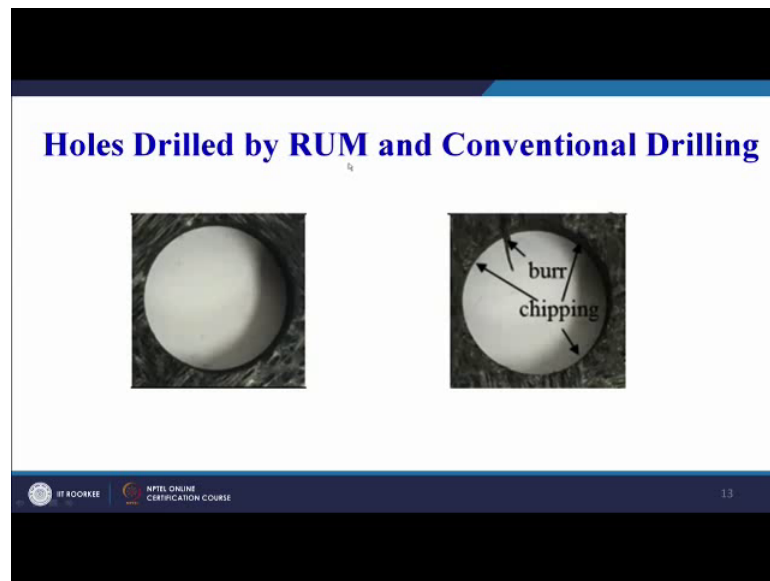 Holes Drilled by RUM and Conventional Drilling
burr
chipping
IIT ROORKEE
NPTEL ONLINE
CERTIFICATION COURSE
13